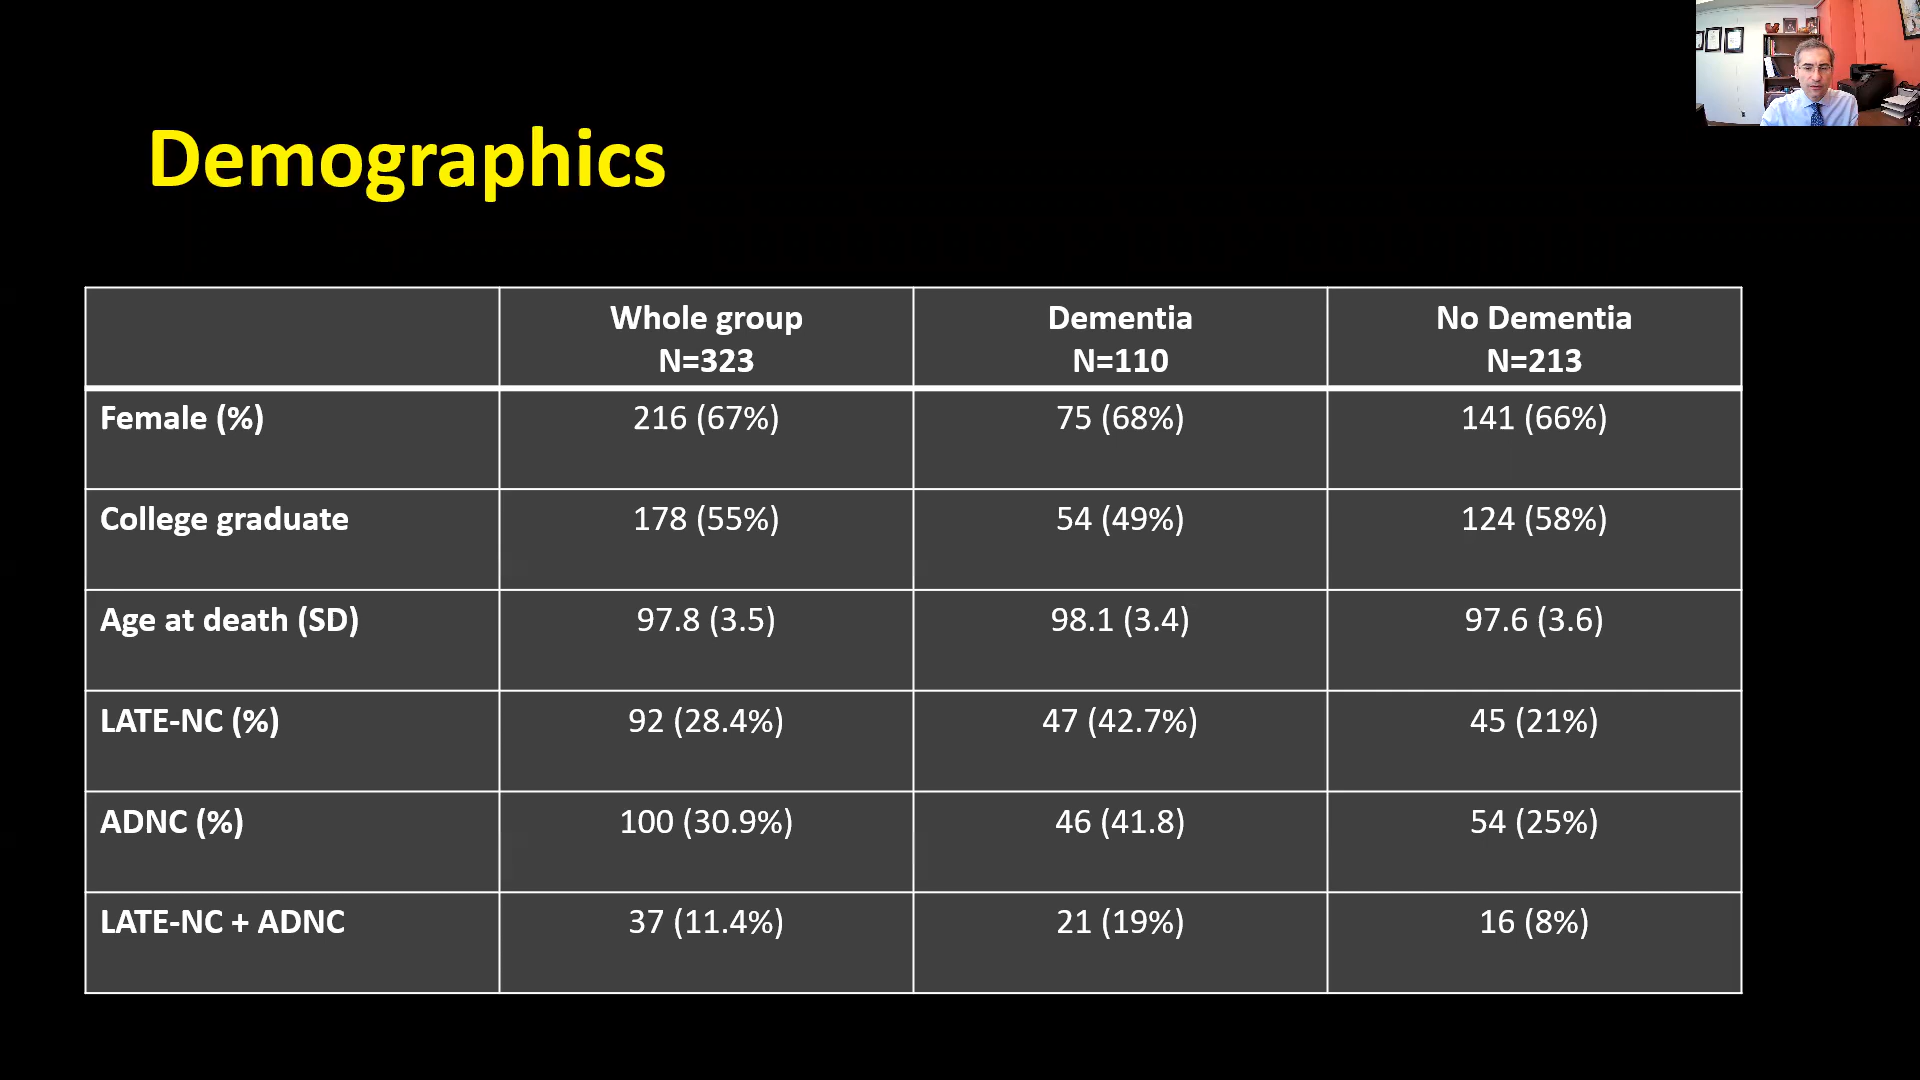 Demographics
Whole group Dementia No Dementia
N=323 N=110 N=213
Female (%) 216 (67%) 75 (68%) 141 (66%)
College graduate 178 (55%) 54 (49%) 124 (58%)
Age at death (SD) 97.8 (3.5) 98.1 (3.4) 97.6 (3.6)
LATE-NC (%) 92 (28.4%) 47 (42.7%) 45 (21%)
ADNC (%) 100 (30.9%) 46 (41.8) 54 (25%)
LATE-NC + ADNC 37 (11.4%) 21 (19%) 16 (8%)